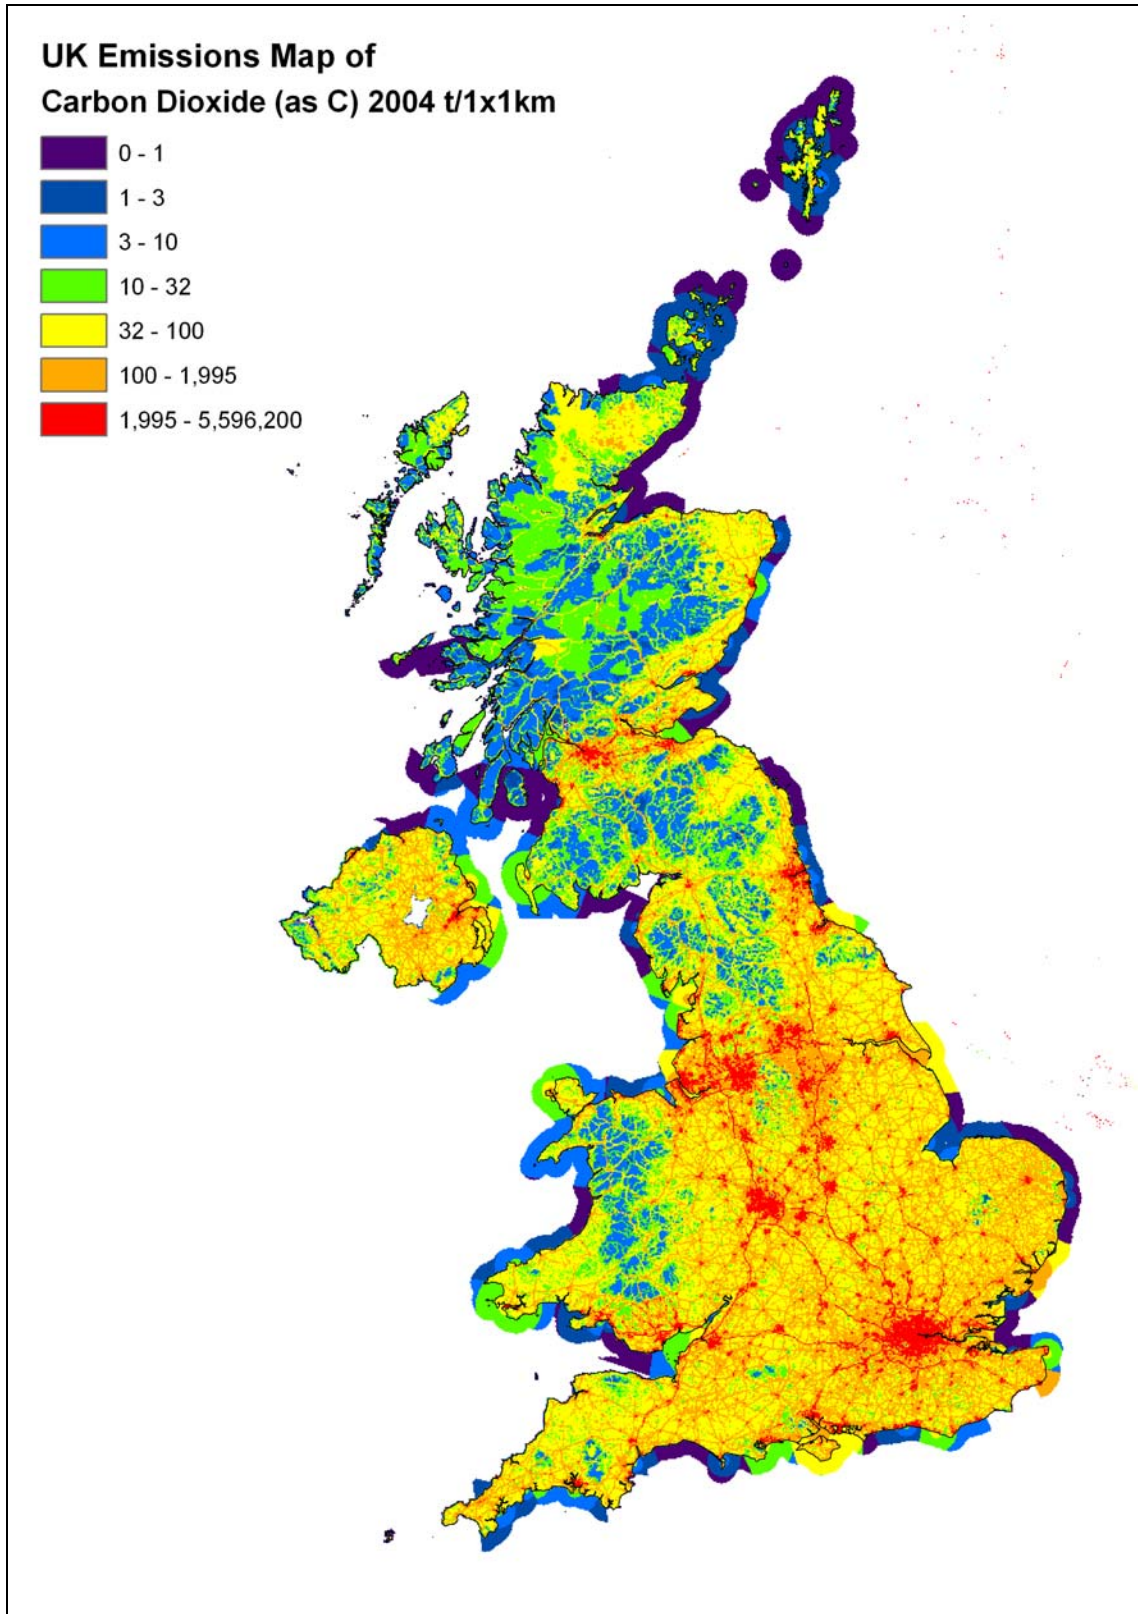 UK Emissions Map of
Carbon Dioxide (as C) 2004 t/1x1km
0 - 1
1 - 3
3 - 10
10 - 32
32 - 100
100 - 1,995
1,995 - 5,596,200